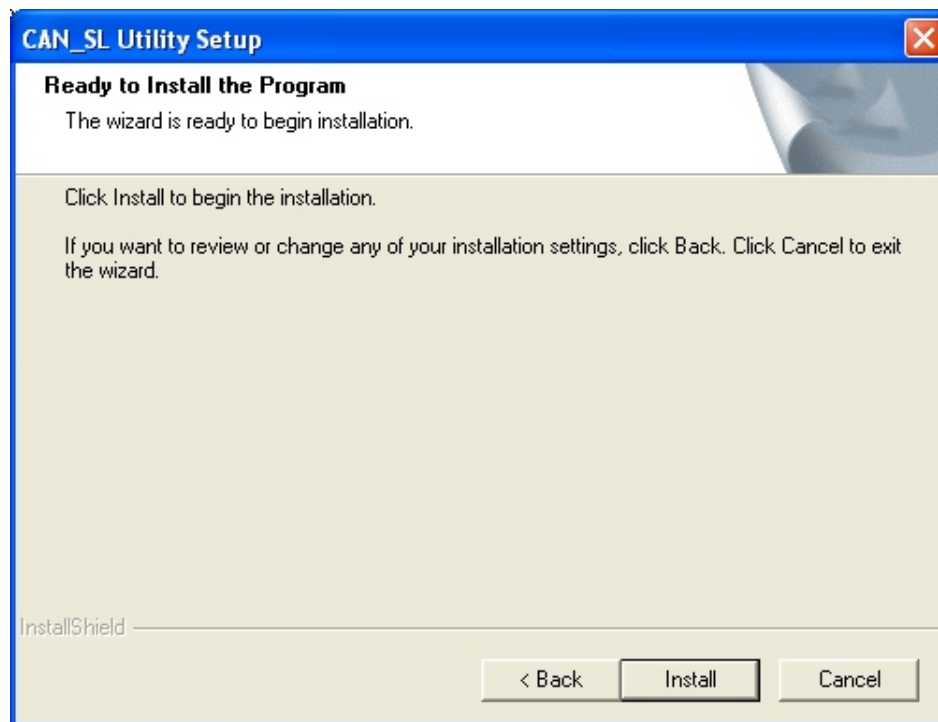 CAN_SL Utility Setup
Ready to Install the Program
The wizard is ready to begin installation.
Click Install to begin the installation.
If you want to review or change any of your installation settings, click Back. Click Cancel to exit
the wizard.
InstallShield
< Back Install Cancel